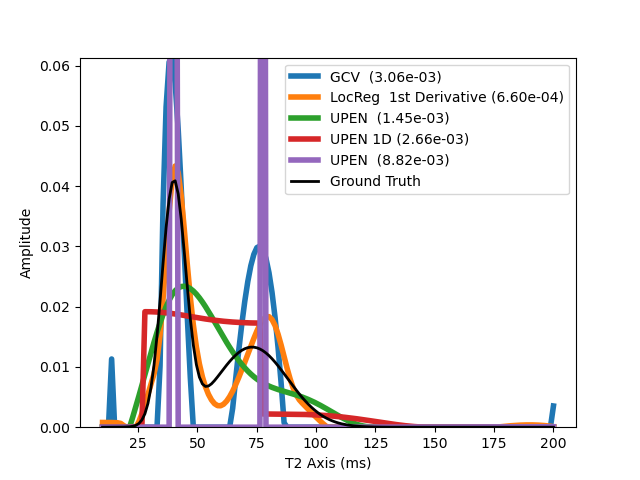 0.06
0.05
0.04
0.03
0.02
0.01
0.00
Amplitude
GCV (3.06e-03)
LocReg 1st Derivative (6.60e-04)
UPEN (1.45e-03)
UPEN 1D (2.66e-03)
UPEN (8.82e-03)
Ground Truth
25 50 75 100 125 150 175 200
T2 Axis (ms)